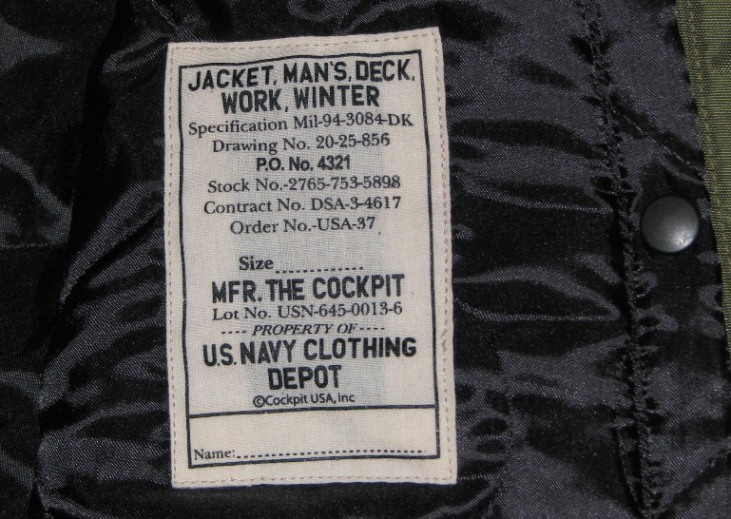 JACKET, MAN'S, DECK,
WORK, WINTER
Specification Mil-94-3084-DK
Drawing No. 20-25-856
P.O. No. 4321
Stock No.-2765-753-5898
Contract No. DSA-3-4617
Order No.-USA-37
Size............
MFR. THE COCKPIT
Lot No. USN-645-0013-6
---- PROPERTY OF ----
U.S. NAVY CLOTHING
DEPOT
©Cockpit USA, Inc
Name:..............................